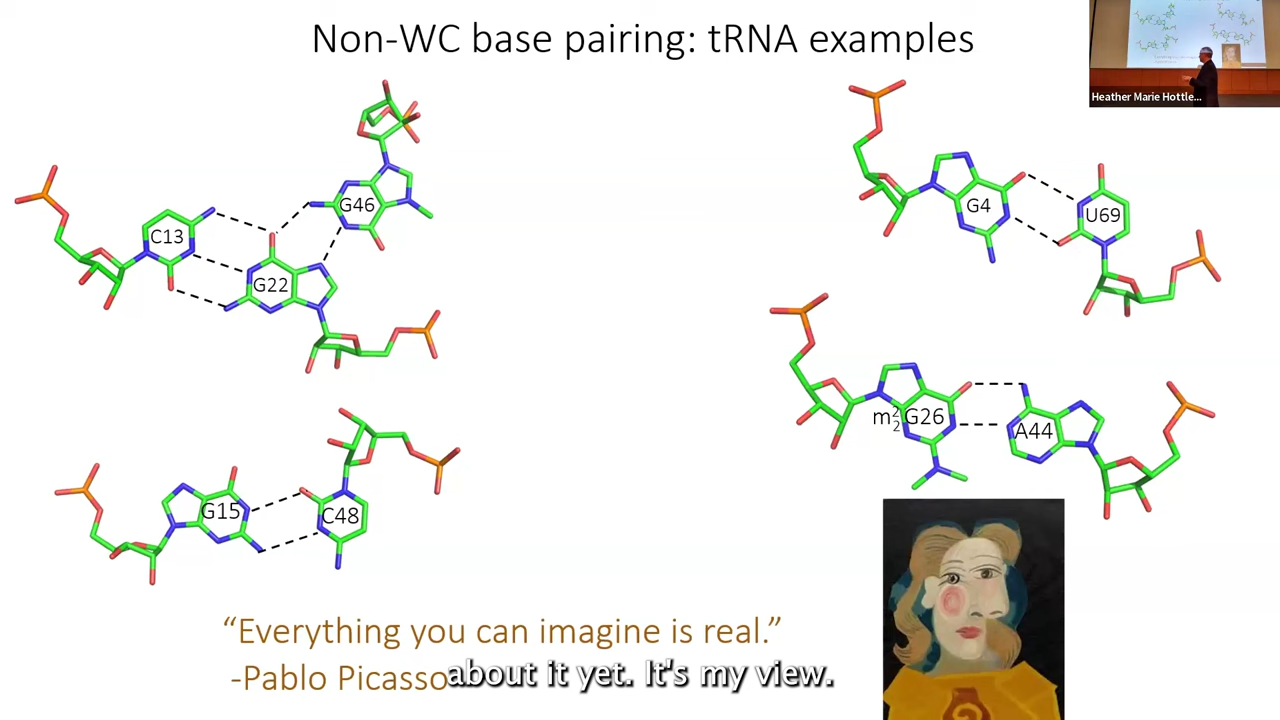 Non-WC base pairing: tRNA examples
Heather Marie Hottle...
G46
C13
G22
G4
U69
m²₂G26
A44
G15
C48
“Everything you can imagine is real.”
-Pablo Picasso
about it yet. It's my view.